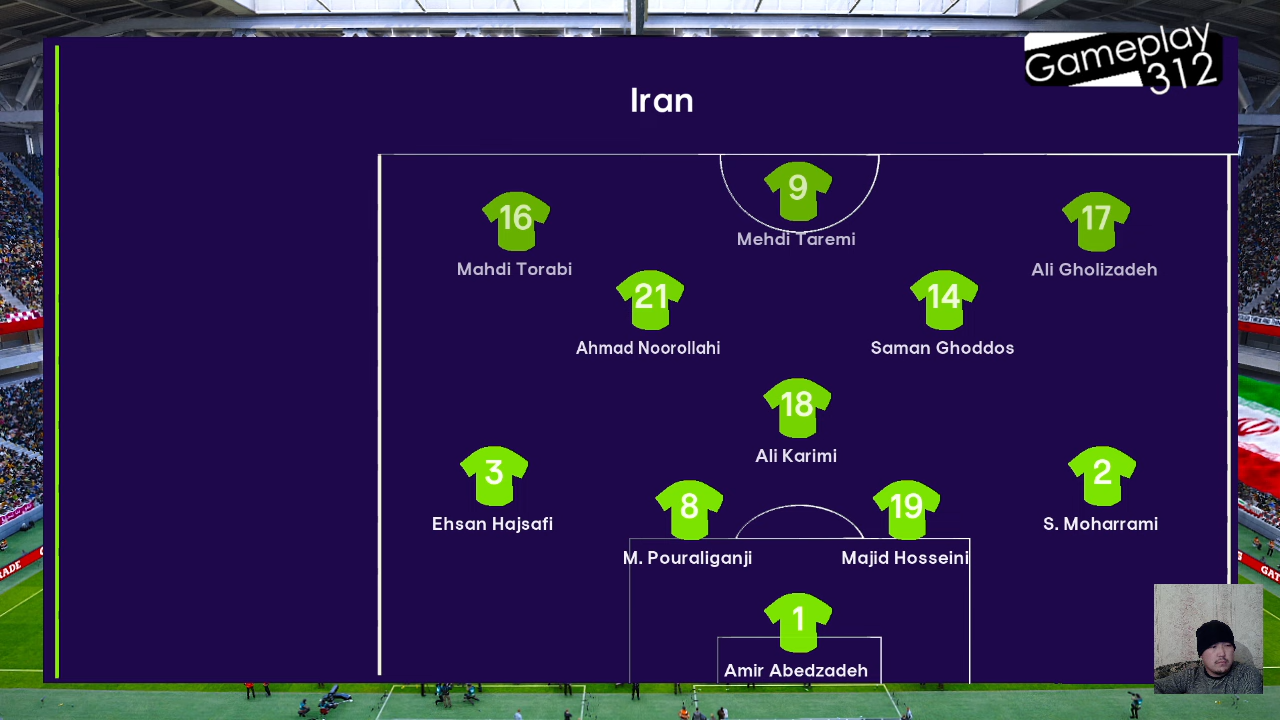 Gameplay
312
Iran
9
Mehdi Taremi
16
Mahdi Torabi
17
Ali Gholizadeh
21
Ahmad Noorollahi
14
Saman Ghoddos
18
Ali Karimi
3
Ehsan Hajsafi
2
S. Moharrami
8
M. Pouraliganji
19
Majid Hosseini
1
Amir Abedzadeh